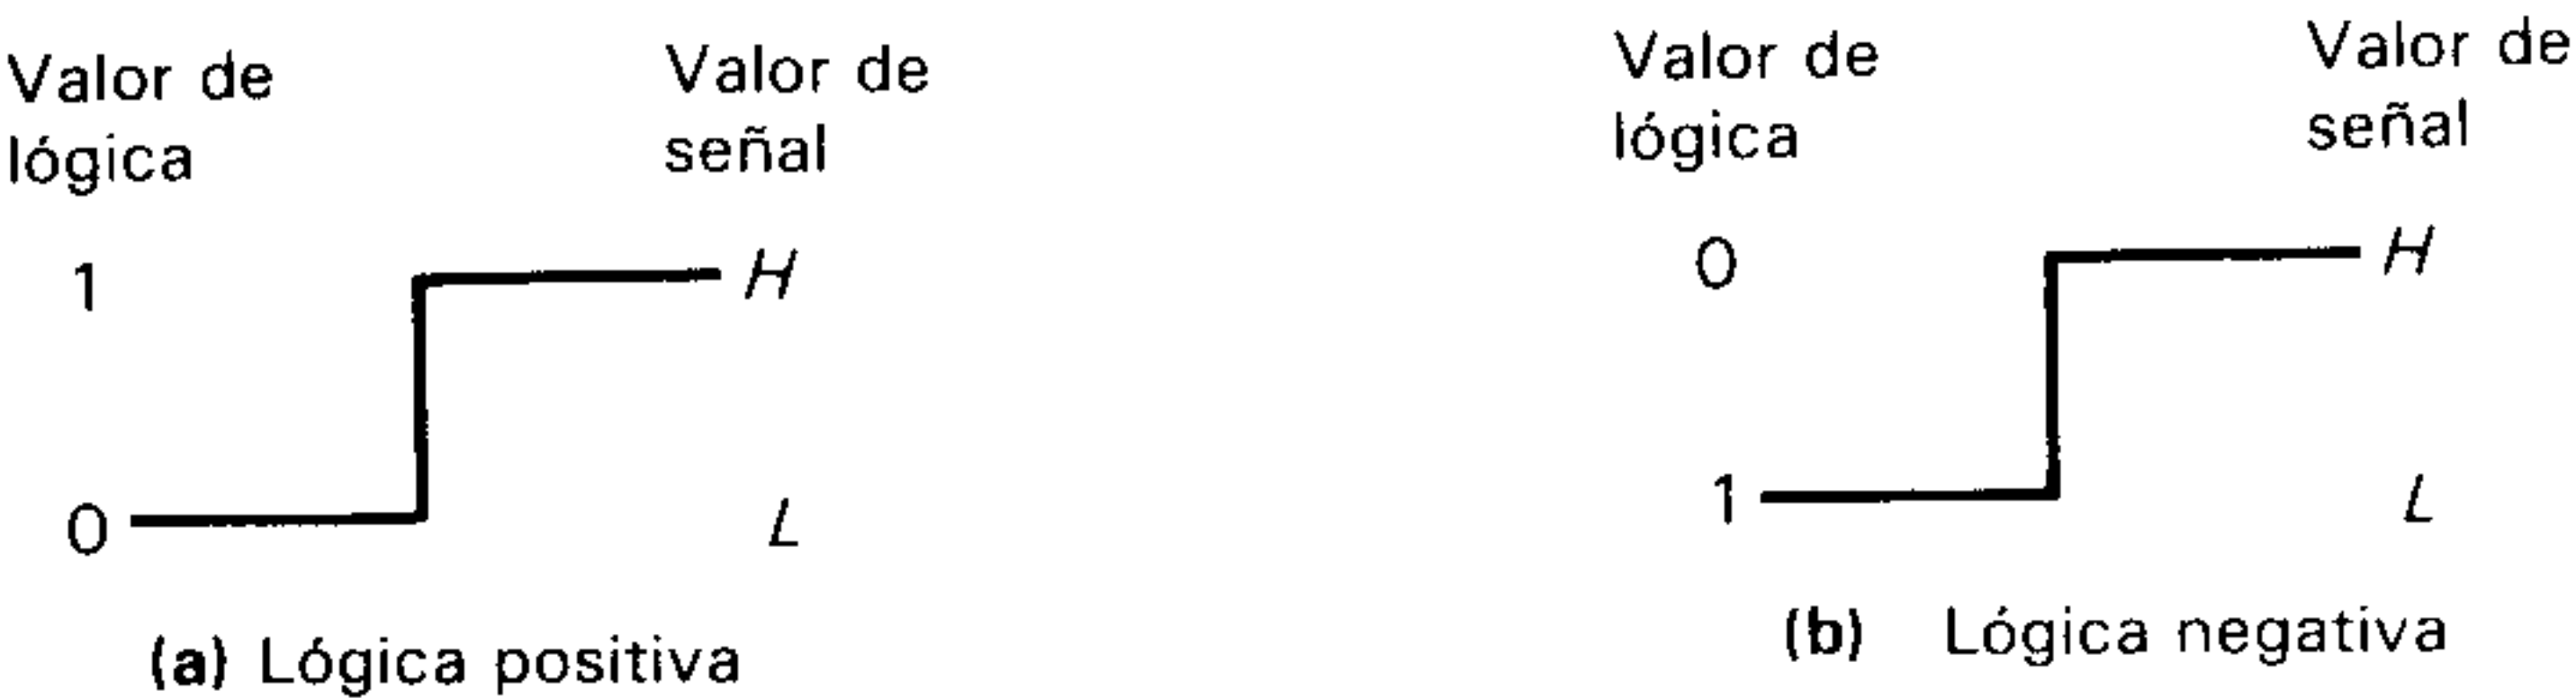 Valor de
lógica
Valor de
señal
1
H
0
L
(a) Lógica positiva
Valor de
lógica
Valor de
señal
0
H
1
L
(b) Lógica negativa